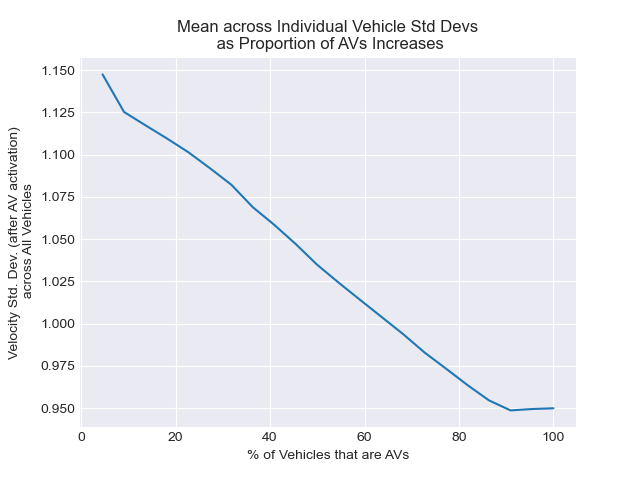 Mean across Individual Vehicle Std Devs
as Proportion of AVs Increases
Velocity Std. Dev. (after AV activation)
across All Vehicles
1.150
1.125
1.100
1.075
1.050
1.025
1.000
0.975
0.950
0 20 40 60 80 100
% of Vehicles that are AVs